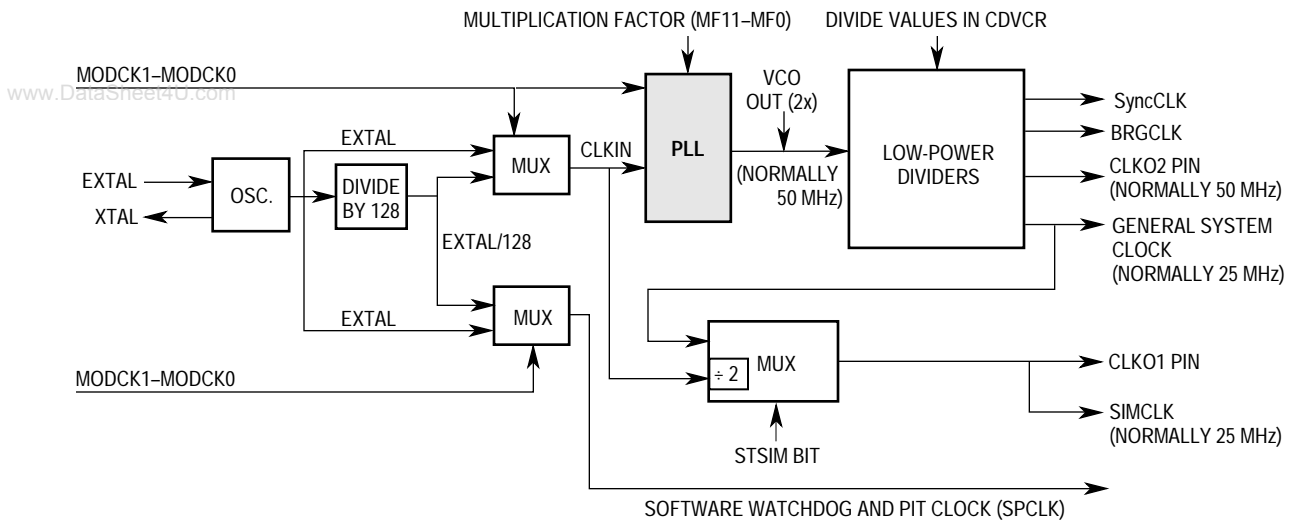 MULTIPLICATION FACTOR (MF11–MF0)
DIVIDE VALUES IN CDVCR
MODCK1–MODCK0
www.DataSheet4U.com
VCO
OUT (2x)
SyncCLK
BRGCLK
EXTAL
MUX
CLKIN
PLL
(NORMALLY
50 MHz)
LOW-POWER
DIVIDERS
CLKO2 PIN
(NORMALLY 50 MHz)
EXTAL
XTAL
OSC.
DIVIDE
BY 128
EXTAL/128
GENERAL SYSTEM
CLOCK
(NORMALLY 25 MHz)
EXTAL
MUX
MODCK1–MODCK0
÷ 2
MUX
CLKO1 PIN
SIMCLK
(NORMALLY 25 MHz)
STSIM BIT
SOFTWARE WATCHDOG AND PIT CLOCK (SPCLK)